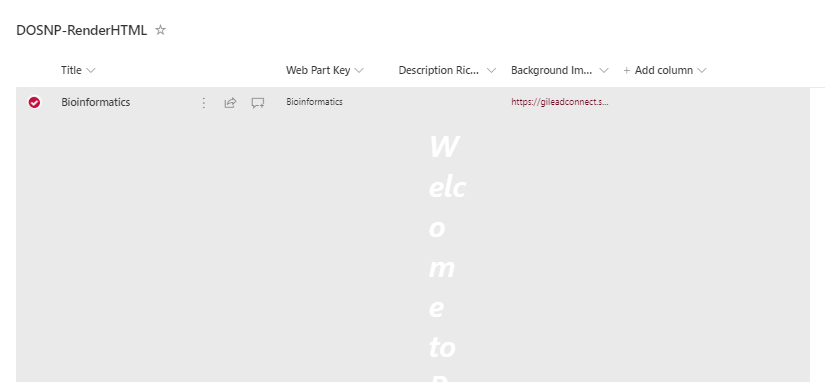 DOSNP-RenderHTML
Title Web Part Key Description Ric... Background Im... + Add column
Bioinformatics Bioinformatics https://gileadconnect.s...
W
elc
o
m
e
to